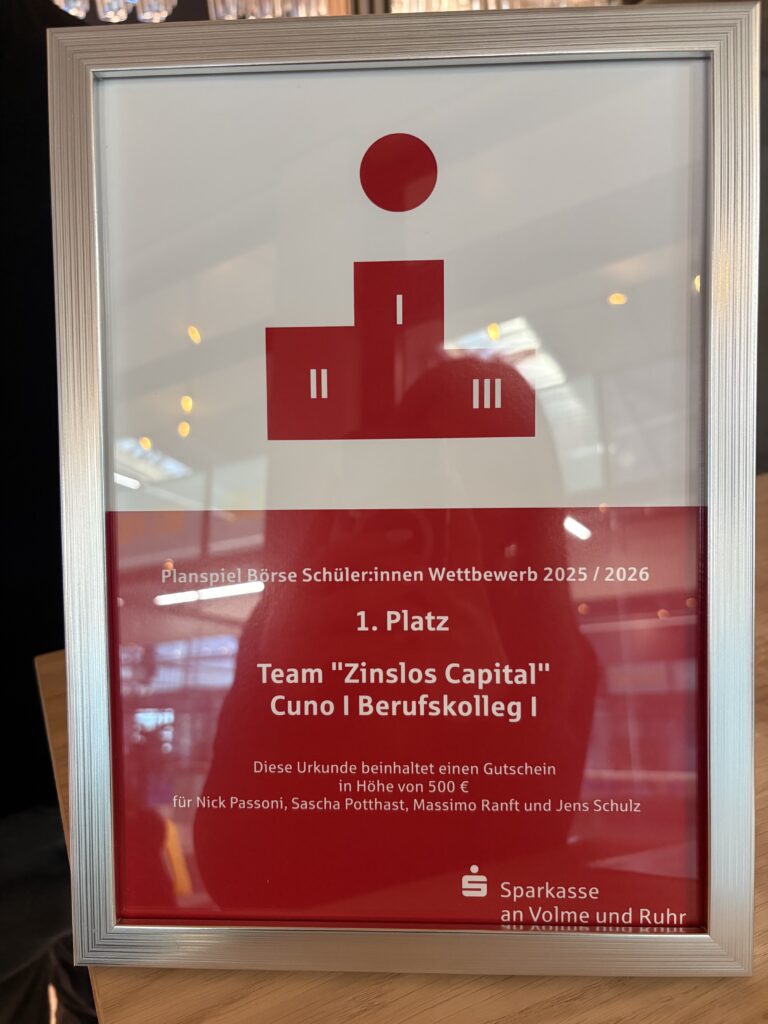 I
II
III
Planspiel Börse Schüler:innen Wettbewerb 2025 / 2026
1. Platz
Team "Zinslos Capital"
Cuno I Berufskolleg I
Diese Urkunde beinhaltet einen Gutschein
in Höhe von 500 €
für Nick Passoni, Sascha Potthast, Massimo Ranft und Jens Schulz
Sparkasse
an Volme und Ruhr